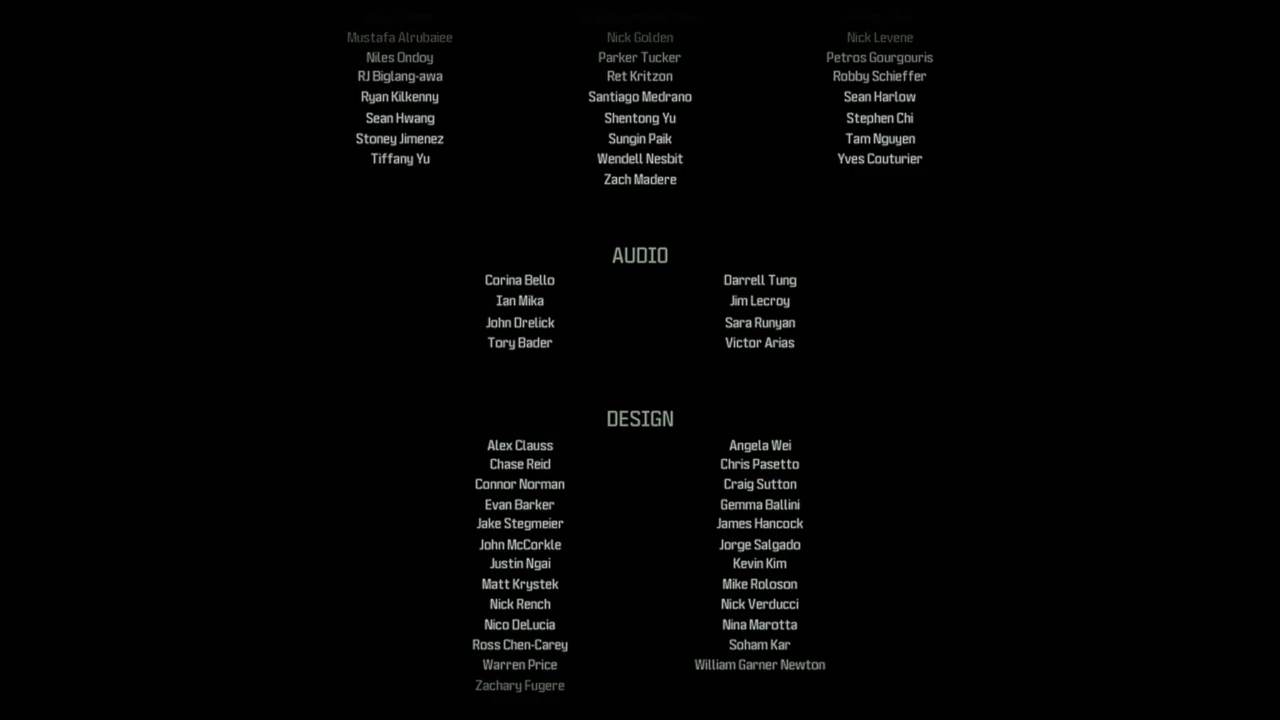 Mustafa Alrubaiee Nick Golden Nick Levene
Niles Ondoy Parker Tucker Petros Gourgouris
RJ Biglang-awa Ret Kritzon Robby Schieffer
Ryan Kilkenny Santiago Medrano Sean Harlow
Sean Hwang Shentong Yu Stephen Chi
Stoney Jimenez Sungin Paik Tam Nguyen
Tiffany Yu Wendell Nesbit Yves Couturier
Zach Madere
AUDIO
Corina Bello Darrell Tung
Ian Mika Jim Lecroy
John Drelick Sara Runyan
Tory Bader Victor Arias
DESIGN
Alex Clauss Angela Wei
Chase Reid Chris Pasetto
Connor Norman Craig Sutton
Evan Barker Gemma Ballini
Jake Stegmeier James Hancock
John McCorkle Jorge Salgado
Justin Ngai Kevin Kim
Matt Krystek Mike Roloson
Nick Rench Nick Verducci
Nico DeLucia Nina Marotta
Ross Chen-Carey Soham Kar
Warren Price William Garner Newton
Zachary Fugere